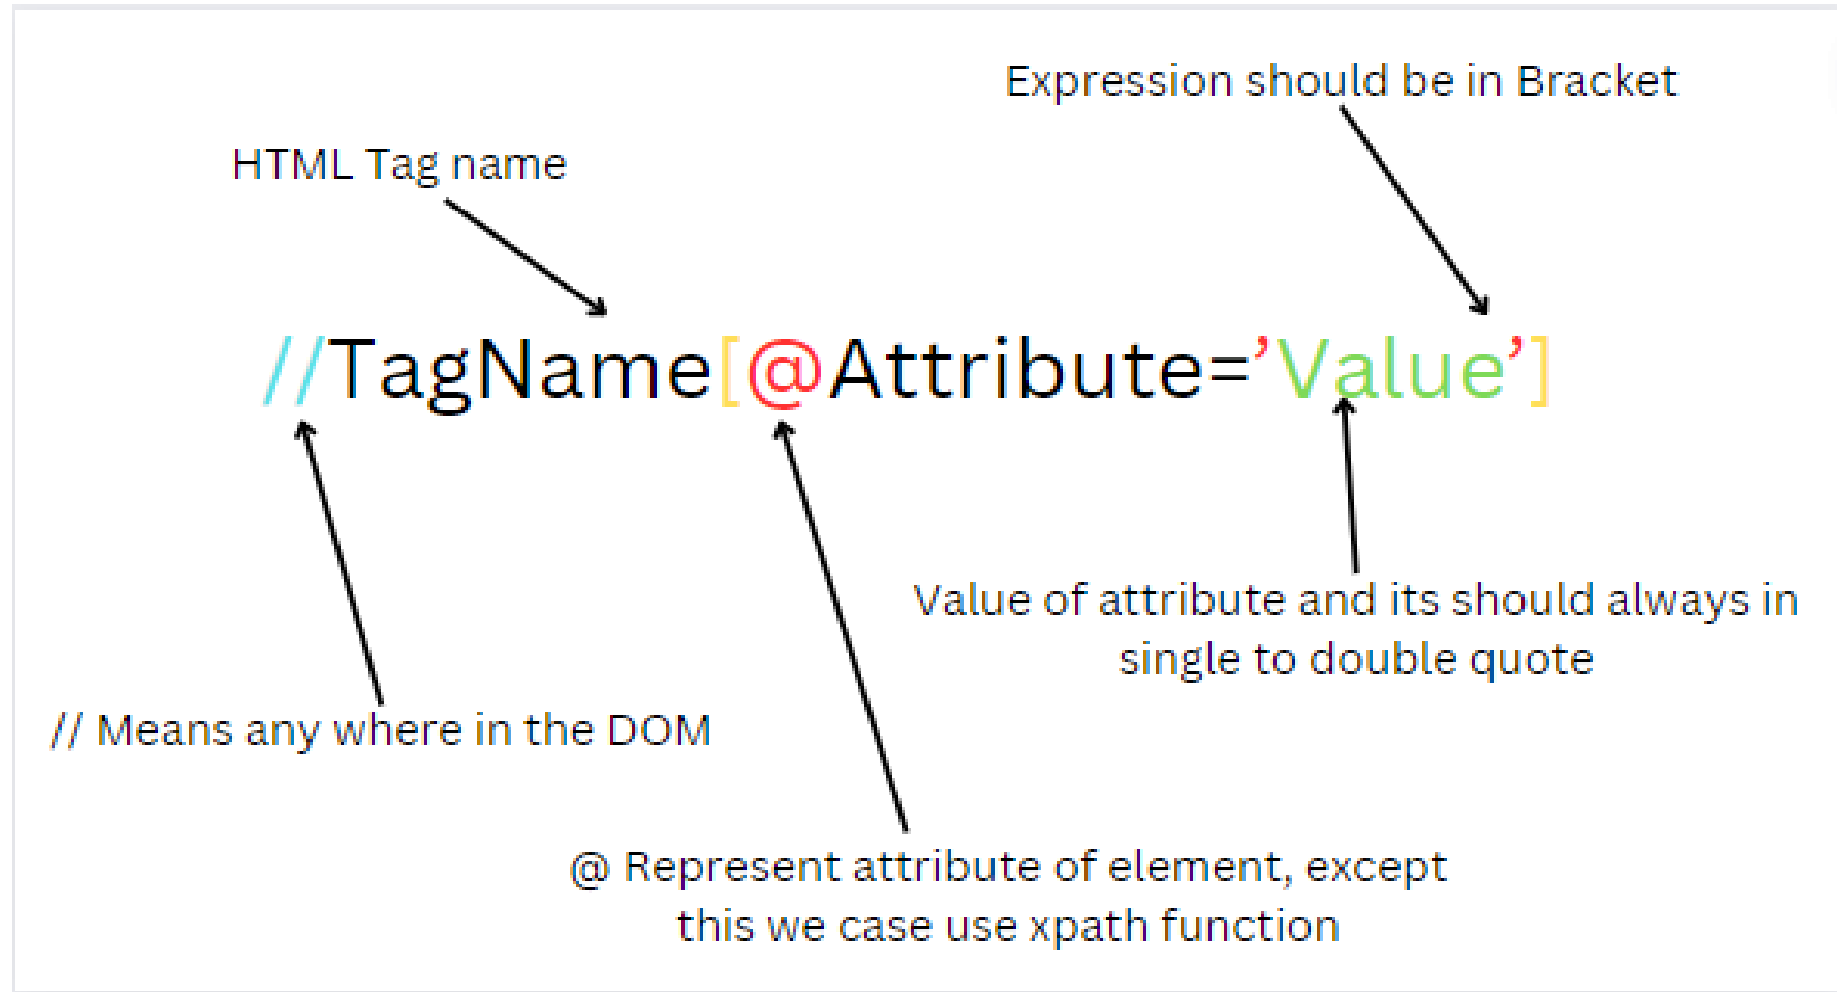 Expression should be in Bracket
HTML Tag name
//TagName[@Attribute=’Value’]
Value of attribute and its should always in
single to double quote
// Means any where in the DOM
@ Represent attribute of element, except
this we case use xpath function